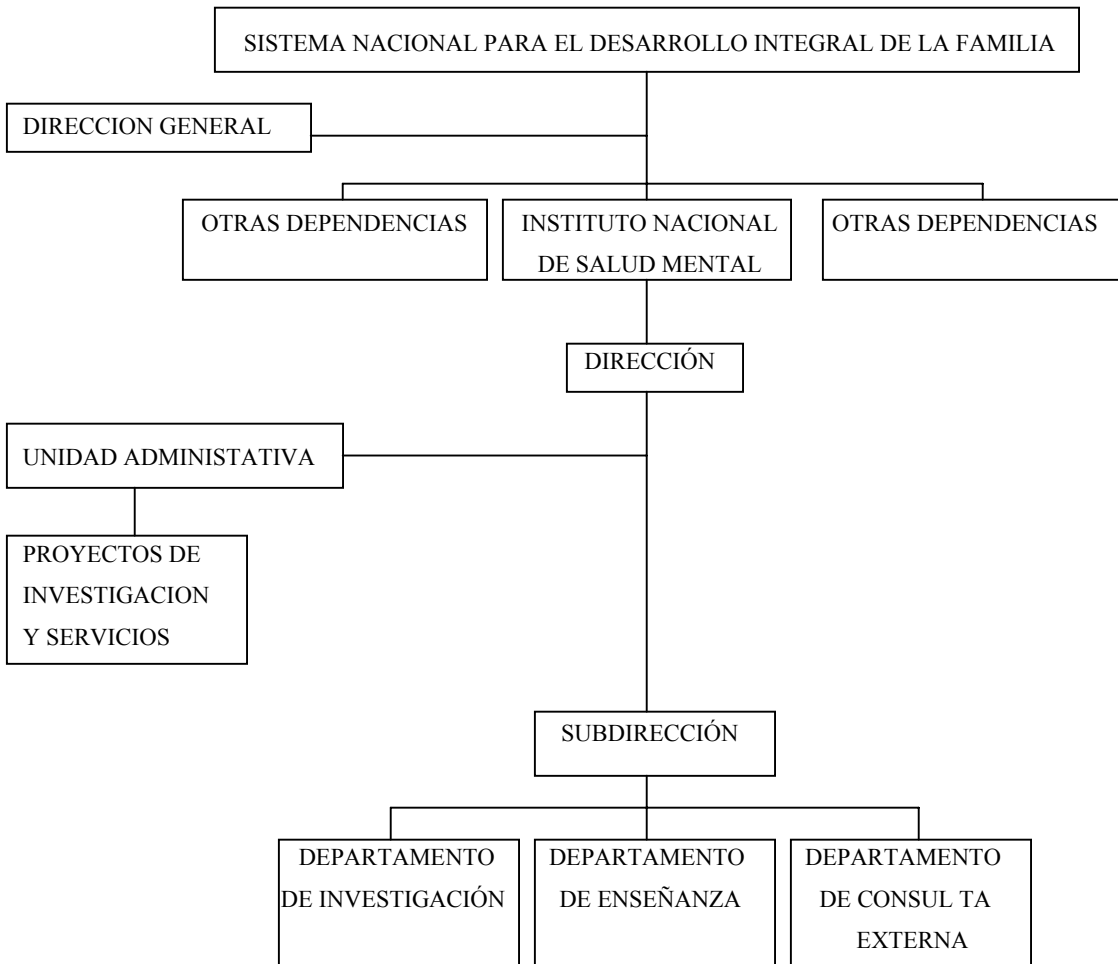 SISTEMA NACIONAL PARA EL DESARROLLO INTEGRAL DE LA FAMILIA
DIRECCION GENERAL
OTRAS DEPENDENCIAS
INSTITUTO NACIONAL
DE SALUD MENTAL
OTRAS DEPENDENCIAS
DIRECCIÓN
UNIDAD ADMINISTATIVA
PROYECTOS DE
INVESTIGACION
Y SERVICIOS
SUBDIRECCIÓN
DEPARTAMENTO
DE INVESTIGACIÓN
DEPARTAMENTO
DE ENSEÑANZA
DEPARTAMENTO
DE CONSUL TA
EXTERNA